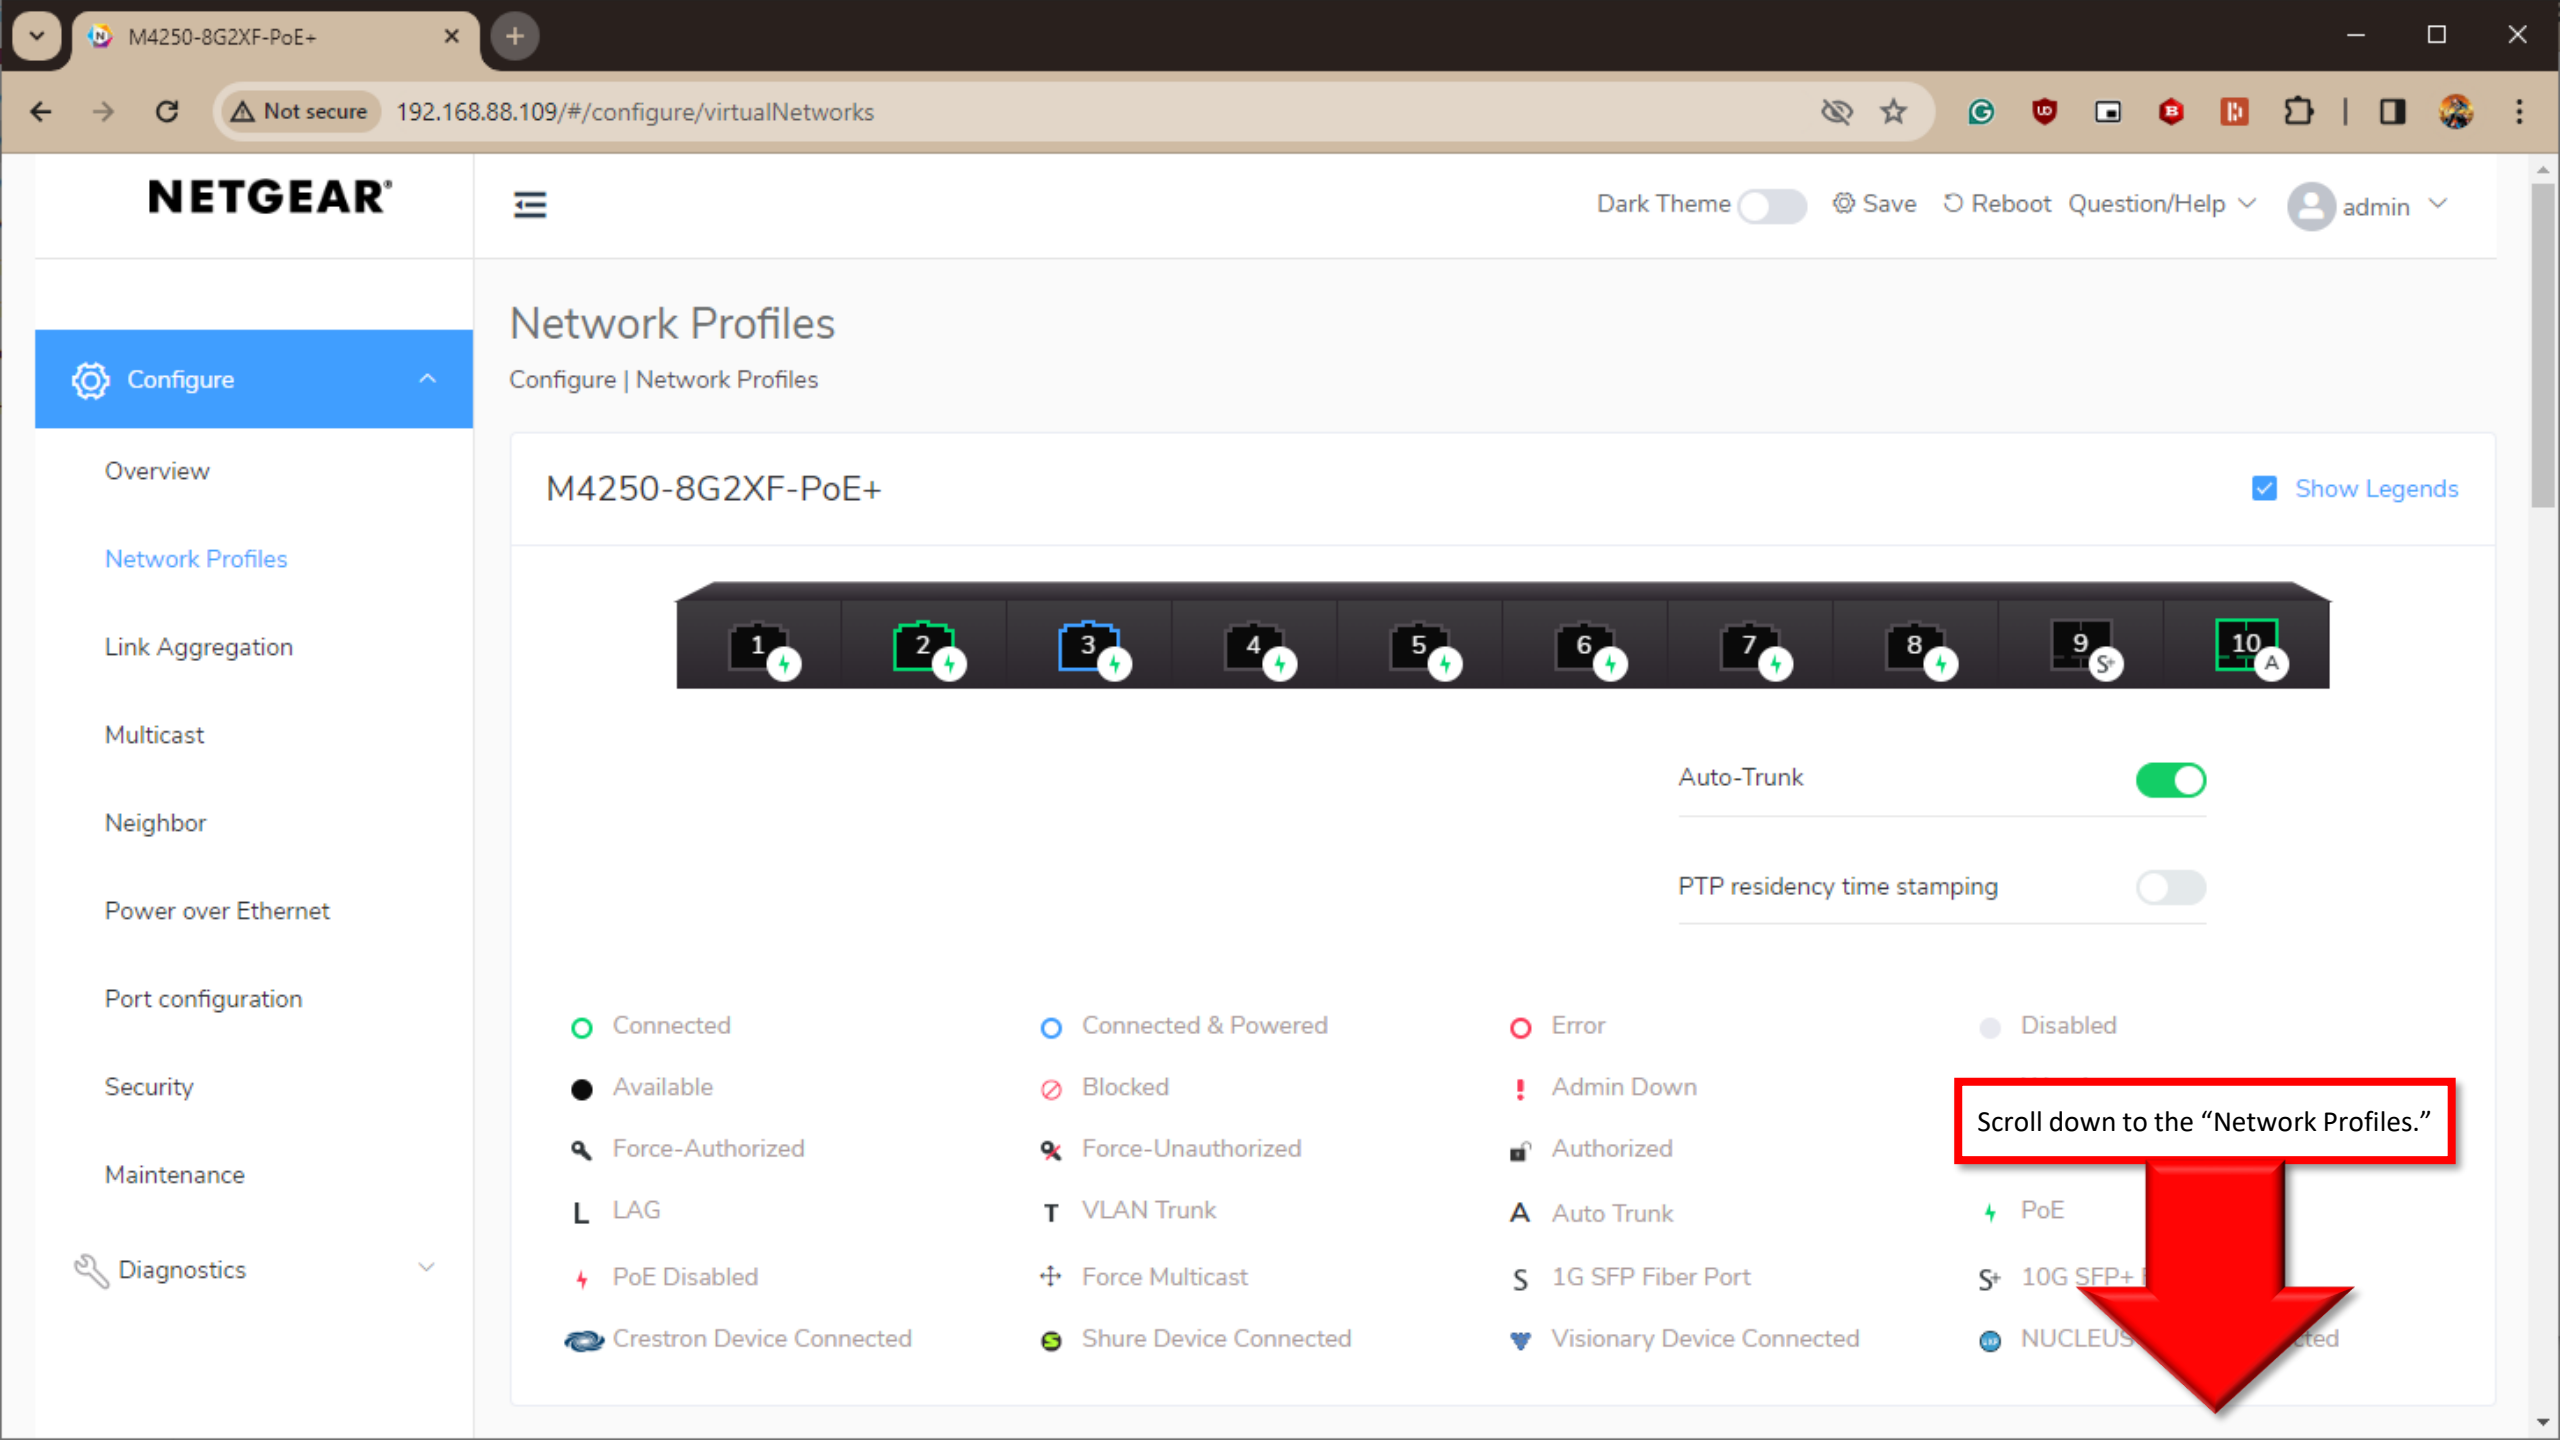 M4250-8G2XF-PoE+
Not secure 192.168.88.109/#/configure/virtualNetworks
NETGEAR®
Dark Theme Save Reboot Question/Help admin
Network Profiles
Configure | Network Profiles
Configure
Overview
Network Profiles
Link Aggregation
Multicast
Neighbor
Power over Ethernet
Port configuration
Security
Maintenance
Diagnostics
M4250-8G2XF-PoE+
Show Legends
1 2 3 4 5 6 7 8 9 S+ 10 A
Auto-Trunk
PTP residency time stamping
Connected Connected & Powered Error Disabled
Available Blocked Admin Down
Scroll down to the “Network Profiles.”
Force-Authorized Force-Unauthorized Authorized
L LAG T VLAN Trunk A Auto Trunk PoE
PoE Disabled Force Multicast S 1G SFP Fiber Port S+ 10G SFP+
Crestron Device Connected Shure Device Connected Visionary Device Connected NUCLEUS